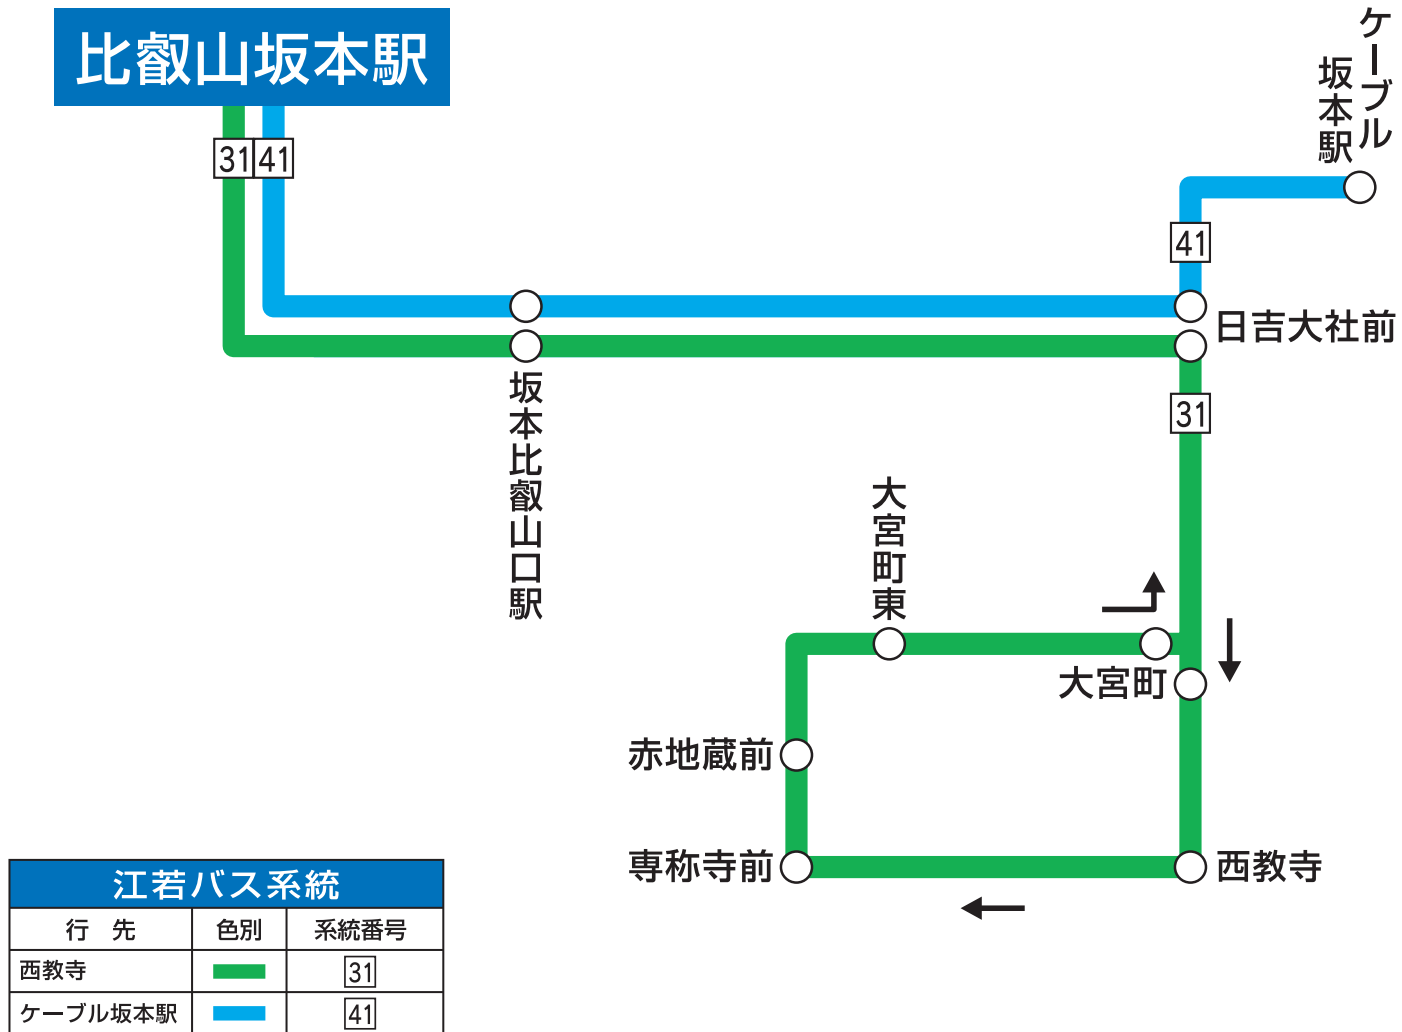 比叡山坂本駅
31 41
ケーブル
坂本駅
41
日吉大社前
31
坂本比叡山口駅
大宮町東
大宮町
赤地蔵前
専称寺前
西教寺
江若バス系統
行 先 色別 系統番号
西教寺 31
ケーブル坂本駅 41